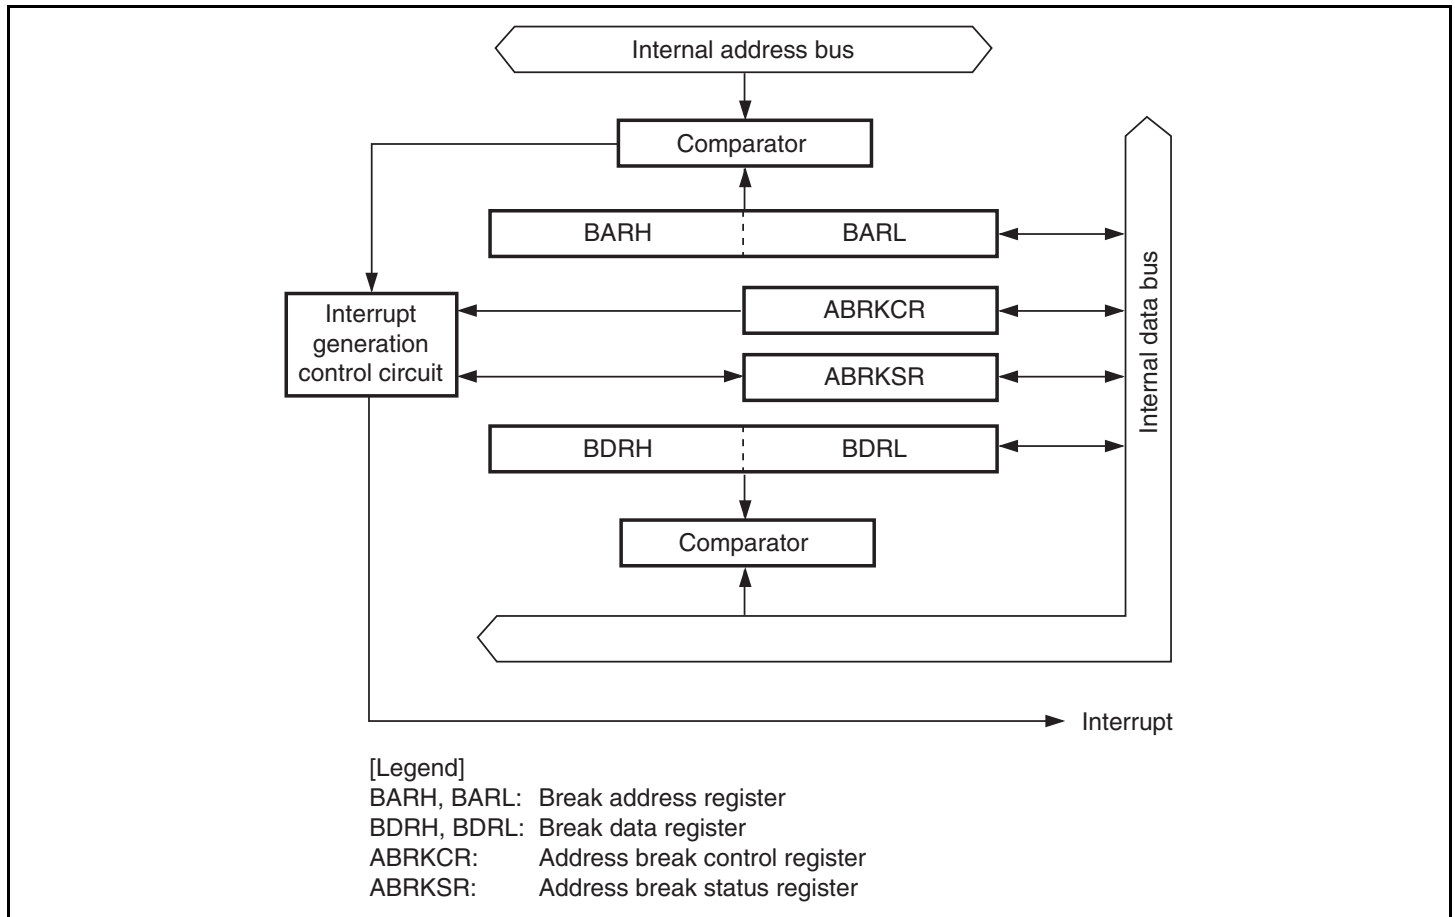 Internal address bus
Comparator
BARH BARL
Interrupt
generation
control circuit
ABRKCR
ABRKSR
Internal data bus
BDRH BDRL
Comparator
Interrupt
[Legend]
BARH, BARL: Break address register
BDRH, BDRL: Break data register
ABRKCR: Address break control register
ABRKSR: Address break status register